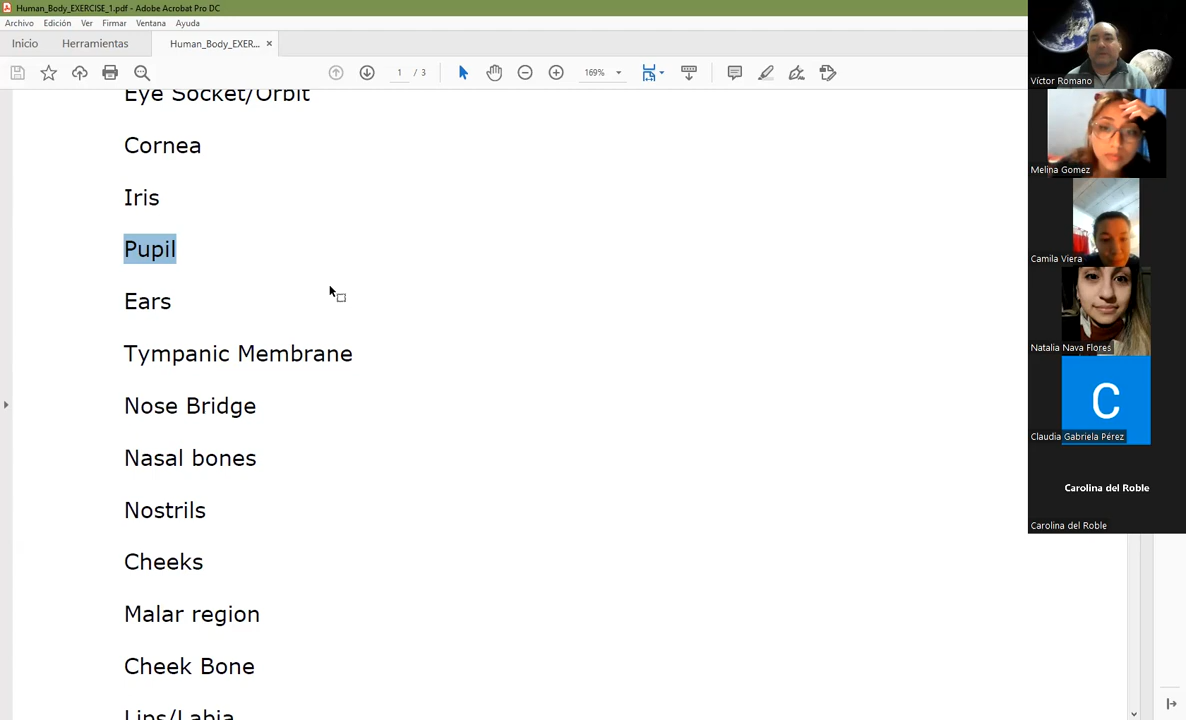 Human_Body_EXERCISE_1.pdf - Adobe Acrobat Pro DC
Archivo Edición Ver Firmar Ventana Ayuda
Inicio Herramientas Human_Body_EXER... ×
1 / 3 169%
Eye Socket/Orbit
Cornea
Iris
Pupil
Ears
Tympanic Membrane
Nose Bridge
Nasal bones
Nostrils
Cheeks
Malar region
Cheek Bone
Lips/Labia
Víctor Romano
Melina Gomez
Camila Viera
Natalia Nava Flores
C
Claudia Gabriela Pérez
Carolina del Roble
Carolina del Roble